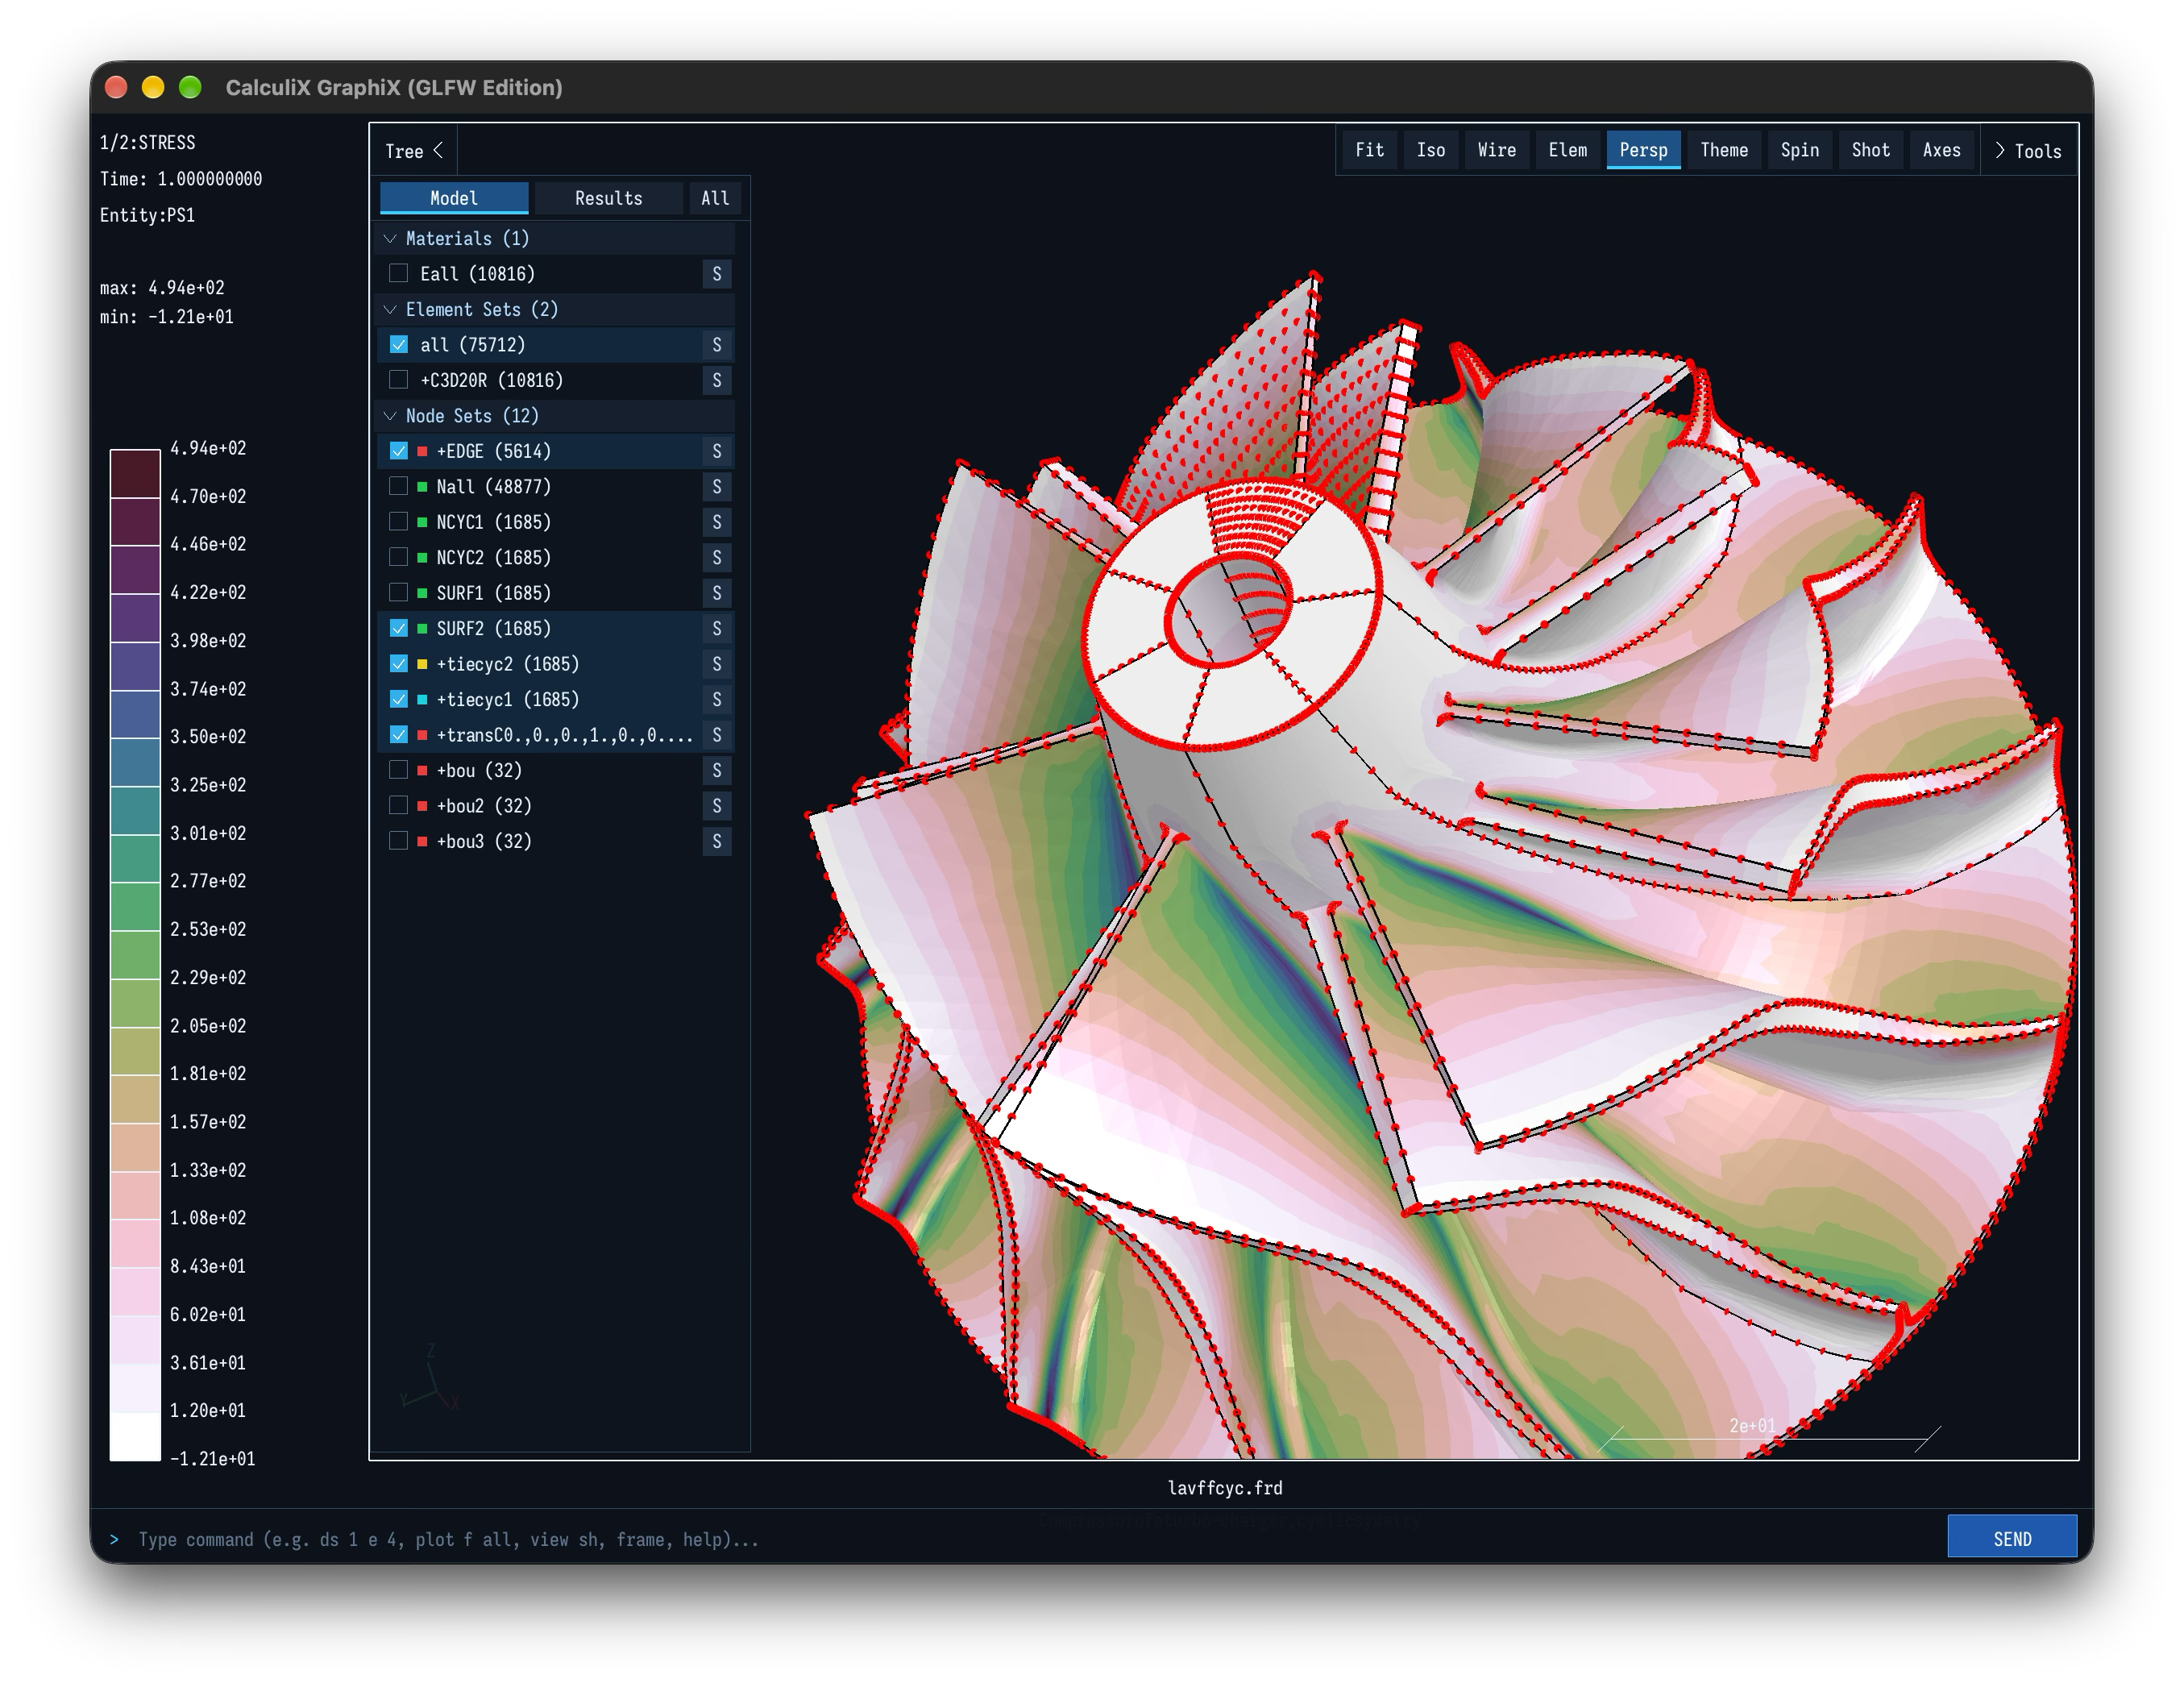 CalculiX GraphiX (GLFW Edition)
1/2:STRESS
Time: 1.000000000
Entity:PS1
max: 4.94e+02
min: -1.21e+01
4.94e+02
4.70e+02
4.46e+02
4.22e+02
3.98e+02
3.74e+02
3.50e+02
3.25e+02
3.01e+02
2.77e+02
2.53e+02
2.29e+02
2.05e+02
1.81e+02
1.57e+02
1.33e+02
1.08e+02
8.43e+01
6.02e+01
3.61e+01
1.20e+01
-1.21e+01
Tree
Fit Iso Wire Elem Persp Theme Spin Shot Axes Tools
Model Results All
Materials (1)
Eall (10816) S
Element Sets (2)
all (75712) S
+C3D20R (10816) S
Node Sets (12)
+EDGE (5614) S
Nall (48877) S
NCYC1 (1685) S
NCYC2 (1685) S
SURF1 (1685) S
SURF2 (1685) S
+tiecyc2 (1685) S
+tiecyc1 (1685) S
+transC0.,0.,0.,1.,0.,0.... S
+bou (32) S
+bou2 (32) S
+bou3 (32) S
Z
Y X
2e+01
lavffcyc.frd
> Type command (e.g. ds 1 e 4, plot f all, view sh, frame, help)...
SEND